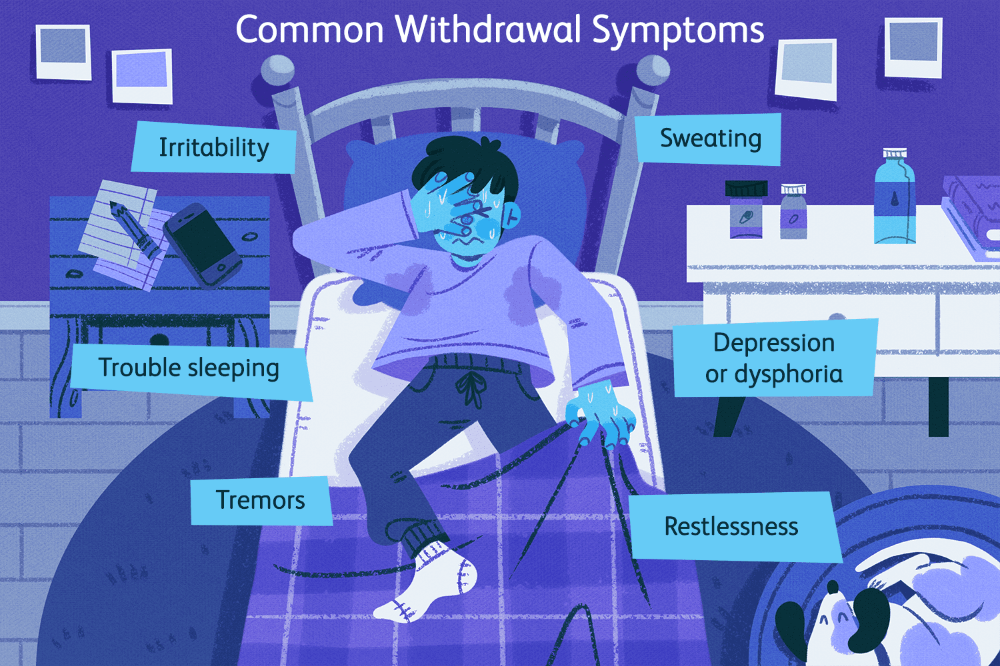 Common Withdrawal Symptoms
Irritability
Sweating
Trouble sleeping
Depression
or dysphoria
Tremors
Restlessness